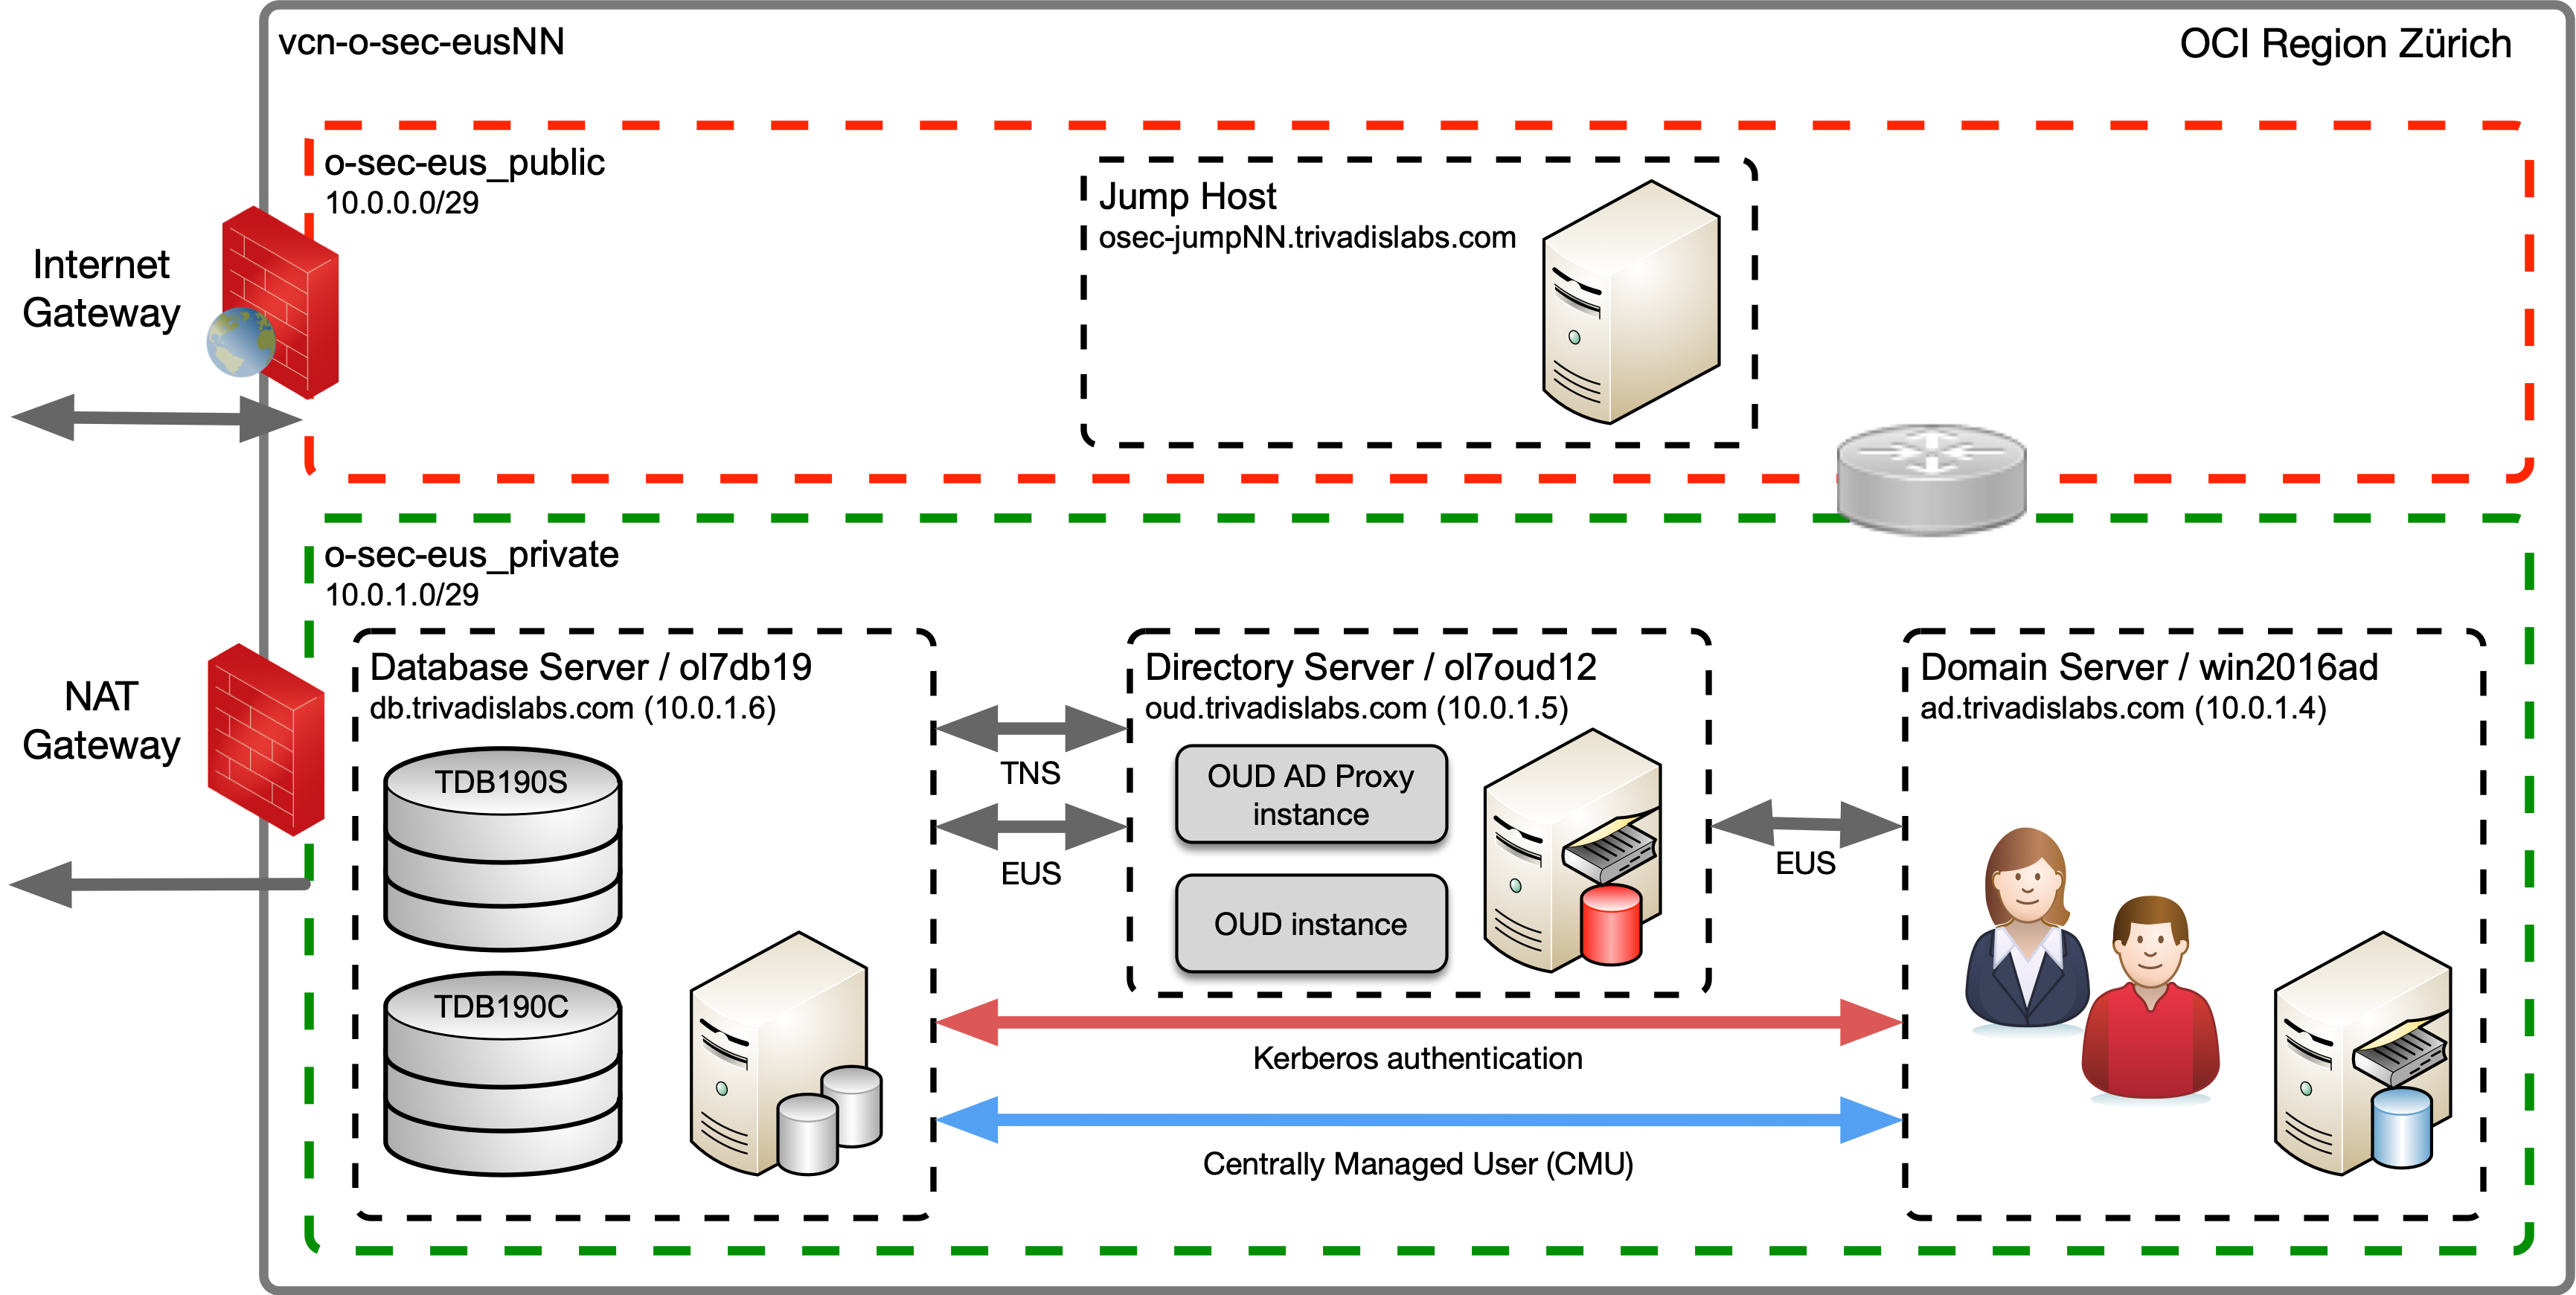 vcn-o-sec-eusNN
OCI Region Zürich
o-sec-eus_public
10.0.0.0/29
Jump Host
osec-jumpNN.trivadislabs.com
Internet
Gateway
o-sec-eus_private
10.0.1.0/29
NAT
Gateway
Database Server / ol7db19
db.trivadislabs.com (10.0.1.6)
TDB190S
TDB190C
TNS
EUS
Directory Server / ol7oud12
oud.trivadislabs.com (10.0.1.5)
OUD AD Proxy
instance
OUD instance
EUS
Domain Server / win2016ad
ad.trivadislabs.com (10.0.1.4)
Kerberos authentication
Centrally Managed User (CMU)